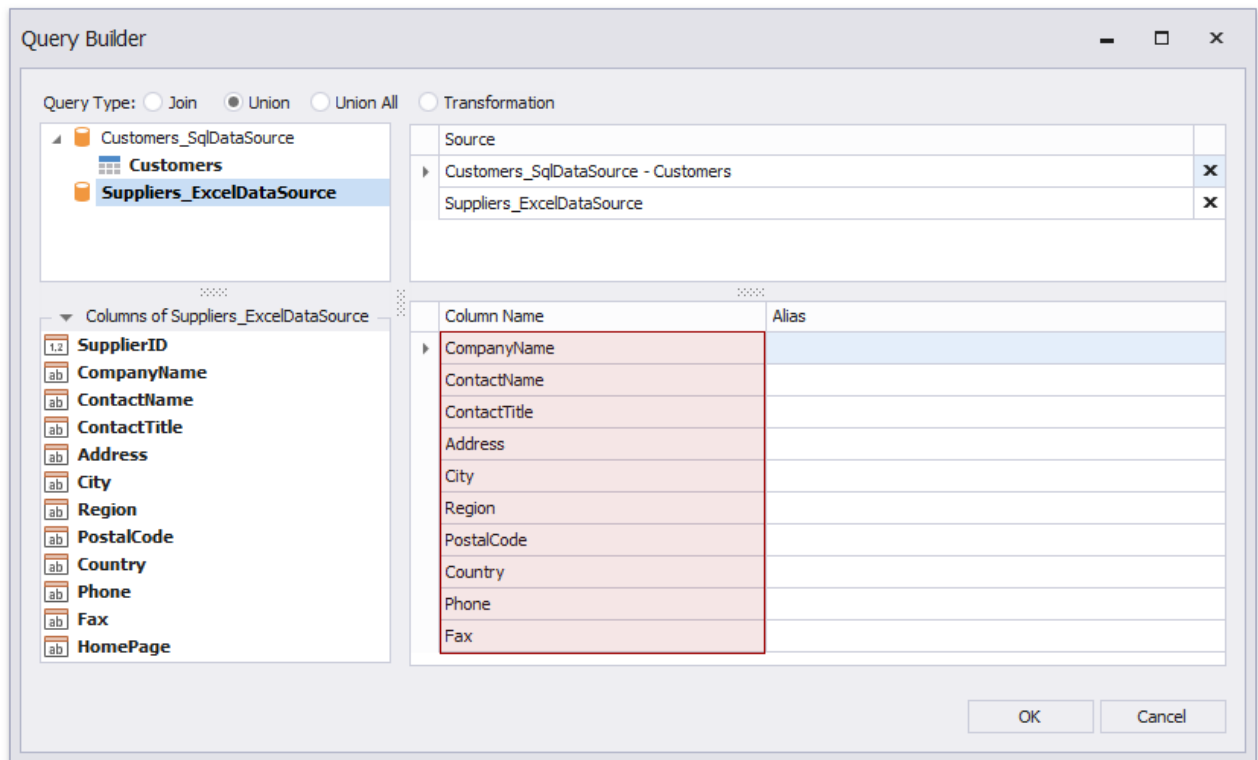 Query Builder
Query Type: Join Union Union All Transformation
Customers_SqlDataSource
Customers
Suppliers_ExcelDataSource
Source
Customers_SqlDataSource - Customers
Suppliers_ExcelDataSource
Columns of Suppliers_ExcelDataSource
1.2 SupplierID
ab CompanyName
ab ContactName
ab ContactTitle
ab Address
ab City
ab Region
ab PostalCode
ab Country
ab Phone
ab Fax
ab HomePage
Column Name Alias
CompanyName
ContactName
ContactTitle
Address
City
Region
PostalCode
Country
Phone
Fax
OK Cancel